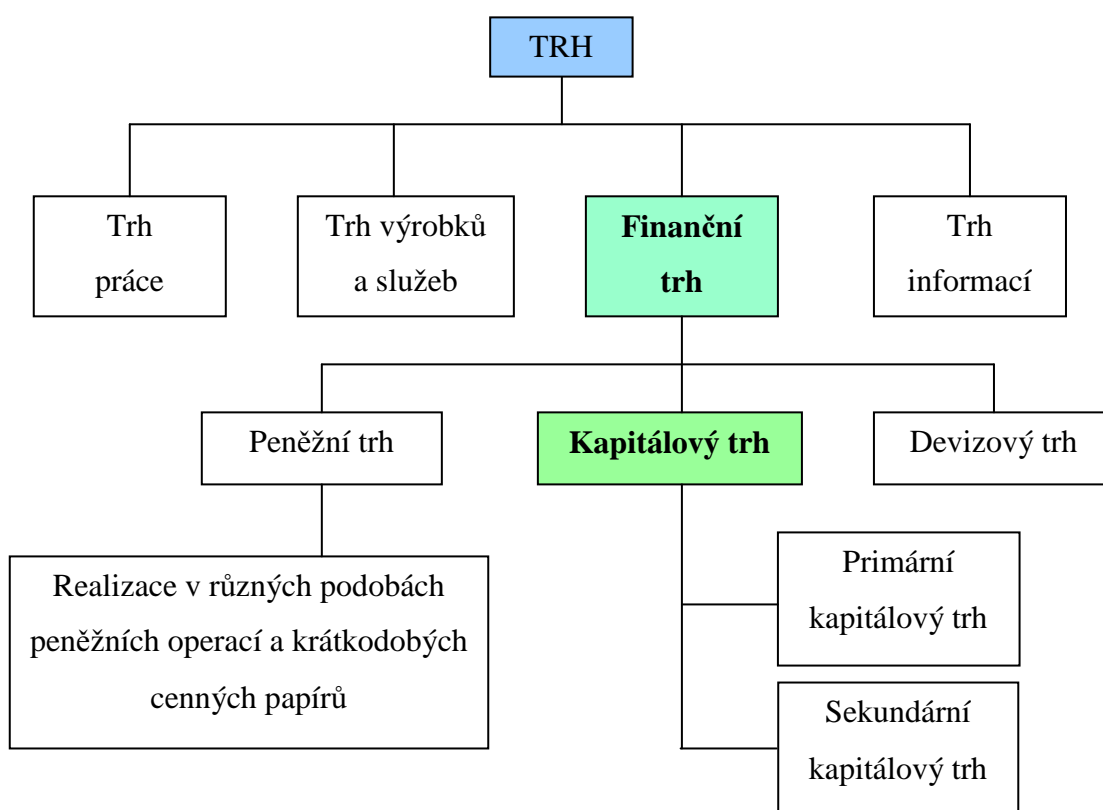 TRH
Trh
práce
Trh výrobků
a služeb
Finanční
trh
Trh
informací
Peněžní trh
Kapitálový trh
Devizový trh
Realizace v různých podobách
peněžních operací a krátkodobých
cenných papírů
Primární
kapitálový trh
Sekundární
kapitálový trh